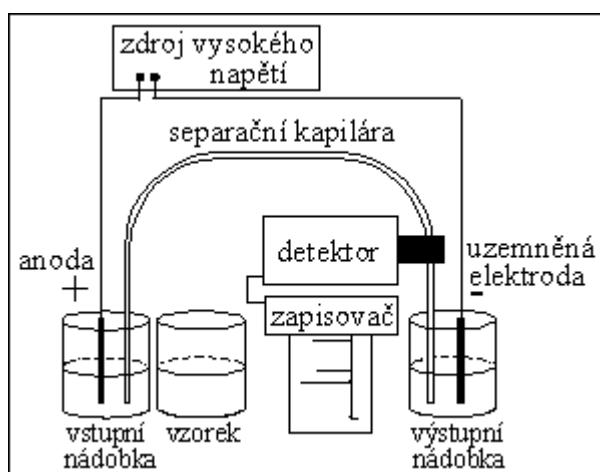 zdroj vysokého
napětí
separační kapilára
anoda
+
detektor
uzemněná
elektroda
-
zapisovač
vstupní
nádobka
vzorek
výstupní
nádobka